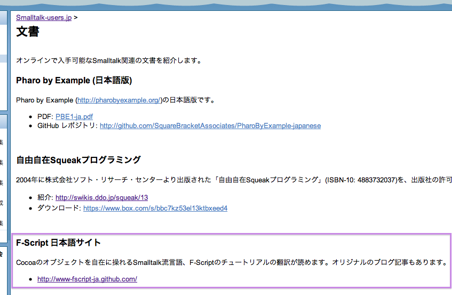 Smalltalk-users.jp >
文書
オンラインで入手可能なSmalltalk関連の文書を紹介します。
Pharo by Example (日本語版)
Pharo by Example (http://pharobyexample.org/)の日本語版です。
• PDF: PBE1-ja.pdf
• GitHub レポジトリ: http://github.com/SquareBracketAssociates/PharoByExample-japanese
自由自在Squeakプログラミング
2004年に株式会社ソフト・リサーチ・センターより出版された「自由自在Squeakプログラミング」(ISBN-10: 4883732037)を、出版社の許可
• 紹介: http://swikis.ddo.jp/squeak/13
• ダウンロード: https://www.box.com/s/bbc7kz53el13ktbxeed4
F-Script 日本語サイト
Cocoaのオブジェクトを自在に操れるSmalltalk流言語、F-Scriptのチュートリアルの翻訳が読めます。オリジナルのブログ記事もあります。
• http://www-fscript-ja.github.com/